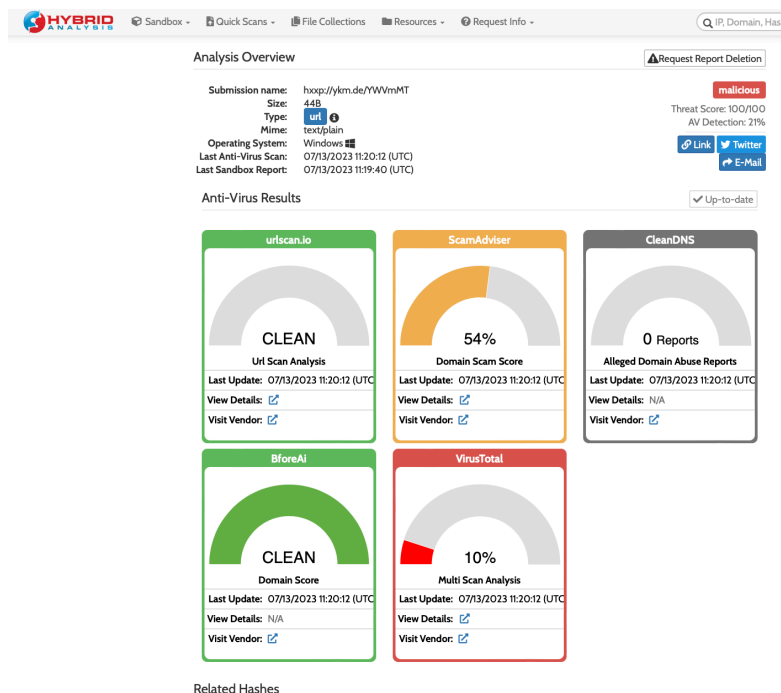 HYBRID
ANALYSIS
Sandbox
Quick Scans
File Collections
Resources
Request Info
IP, Domain, Has
Analysis Overview
Request Report Deletion
Submission name: hxxp://ykm.de/YWVmMT
Size: 44B
Type: url
Mime: text/plain
Operating System: Windows
Last Anti-Virus Scan: 07/13/2023 11:20:12 (UTC)
Last Sandbox Report: 07/13/2023 11:19:40 (UTC)
malicious
Threat Score: 100/100
AV Detection: 21%
Link
Twitter
E-Mail
Anti-Virus Results
Up-to-date
urlscan.io
CLEAN
Url Scan Analysis
Last Update: 07/13/2023 11:20:12 (UTC
View Details:
Visit Vendor:
ScamAdviser
54%
Domain Scam Score
Last Update: 07/13/2023 11:20:12 (UTC
View Details:
Visit Vendor:
CleanDNS
0 Reports
Alleged Domain Abuse Reports
Last Update: 07/13/2023 11:20:12 (UTC
View Details: N/A
Visit Vendor:
BforeAi
CLEAN
Domain Score
Last Update: 07/13/2023 11:20:12 (UTC
View Details: N/A
Visit Vendor:
VirusTotal
10%
Multi Scan Analysis
Last Update: 07/13/2023 11:20:12 (UTC
View Details:
Visit Vendor:
Related Hashes